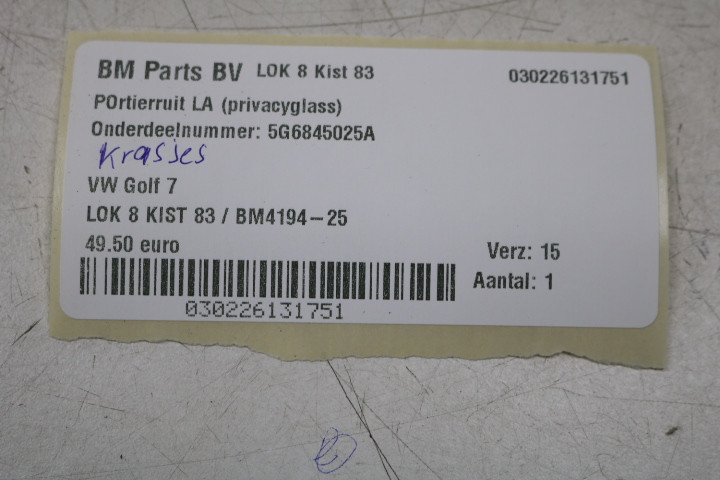 BM Parts BV LOK 8 Kist 83 030226131751
POrtierruit LA (privacyglass)
Onderdeelnummer: 5G6845025A
Krasjes
VW Golf 7
LOK 8 KIST 83 / BM4194-25
49.50 euro Verz: 15
Aantal: 1
030226131751